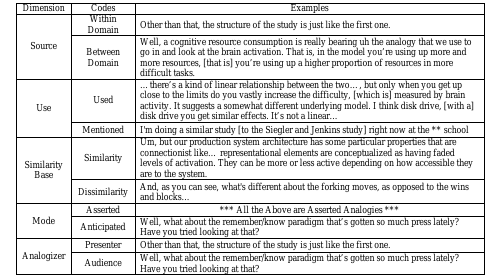 Dimension Codes Examples
Source
Within
Domain
Other than that, the structure of the study is just like the first one.
Between
Domain
Well, a cognitive resource consumption is really bearing uh the analogy that we use to
go in and look at the brain activation. That is, in the model you're using up more and
more resources, [that is] you're using up a higher proportion of resources in more
difficult tasks.
Use
Used
…there's a kind of linear relationship between the two…, but only when you get up
close to the limits do you vastly increase the difficulty, [which is] measured by brain
activity. It suggests a somewhat different underlying model. I think disk drive, [with a]
disk drive you get similar effects. It's not a linear…
Mentioned
I'm doing a similar study [to the Siegler and Jenkins study] right now at the ** school
Similarity
Base
Similarity
Um, but our production system architecture has some particular properties that are
connectionist like… representational elements are conceptualized as having faded
levels of activation. They can be more or less active depending on how accessible they
are to the system.
Dissimilarity
And, as you can see, what's different about the forking moves, as opposed to the wins
and blocks…
Mode
Asserted
*** All the Above are Asserted Analogies ***
Anticipated
Well, what about the remember/know paradigm that's gotten so much press lately?
Have you tried looking at that?
Analogizer
Presenter
Other than that, the structure of the study is just like the first one.
Audience
Well, what about the remember/know paradigm that's gotten so much press lately?
Have you tried looking at that?